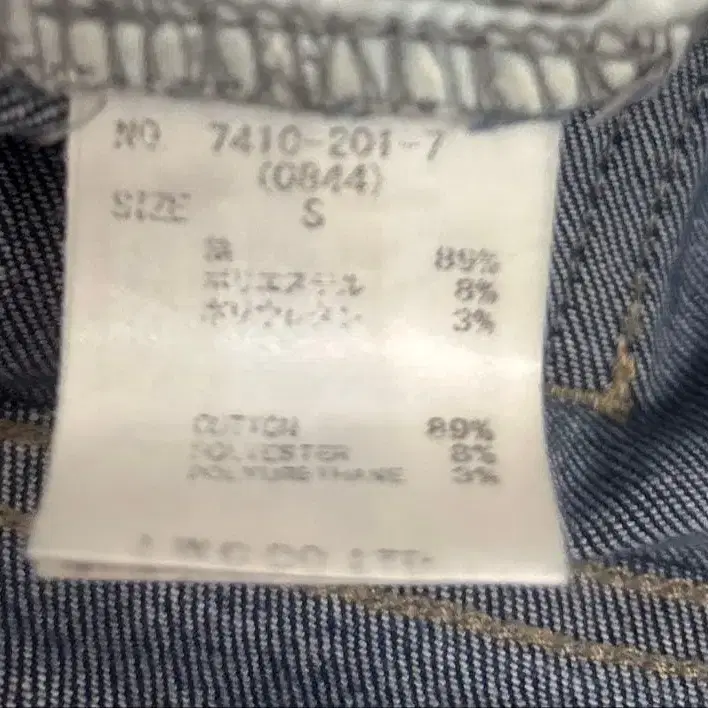 NO. 7410-201-7
(0844)
SIZE S
綿 89%
ポリエステル 8%
ポリウレタン 3%
COTTON 89%
POLYESTER 8%
POLYURETHANE 3%